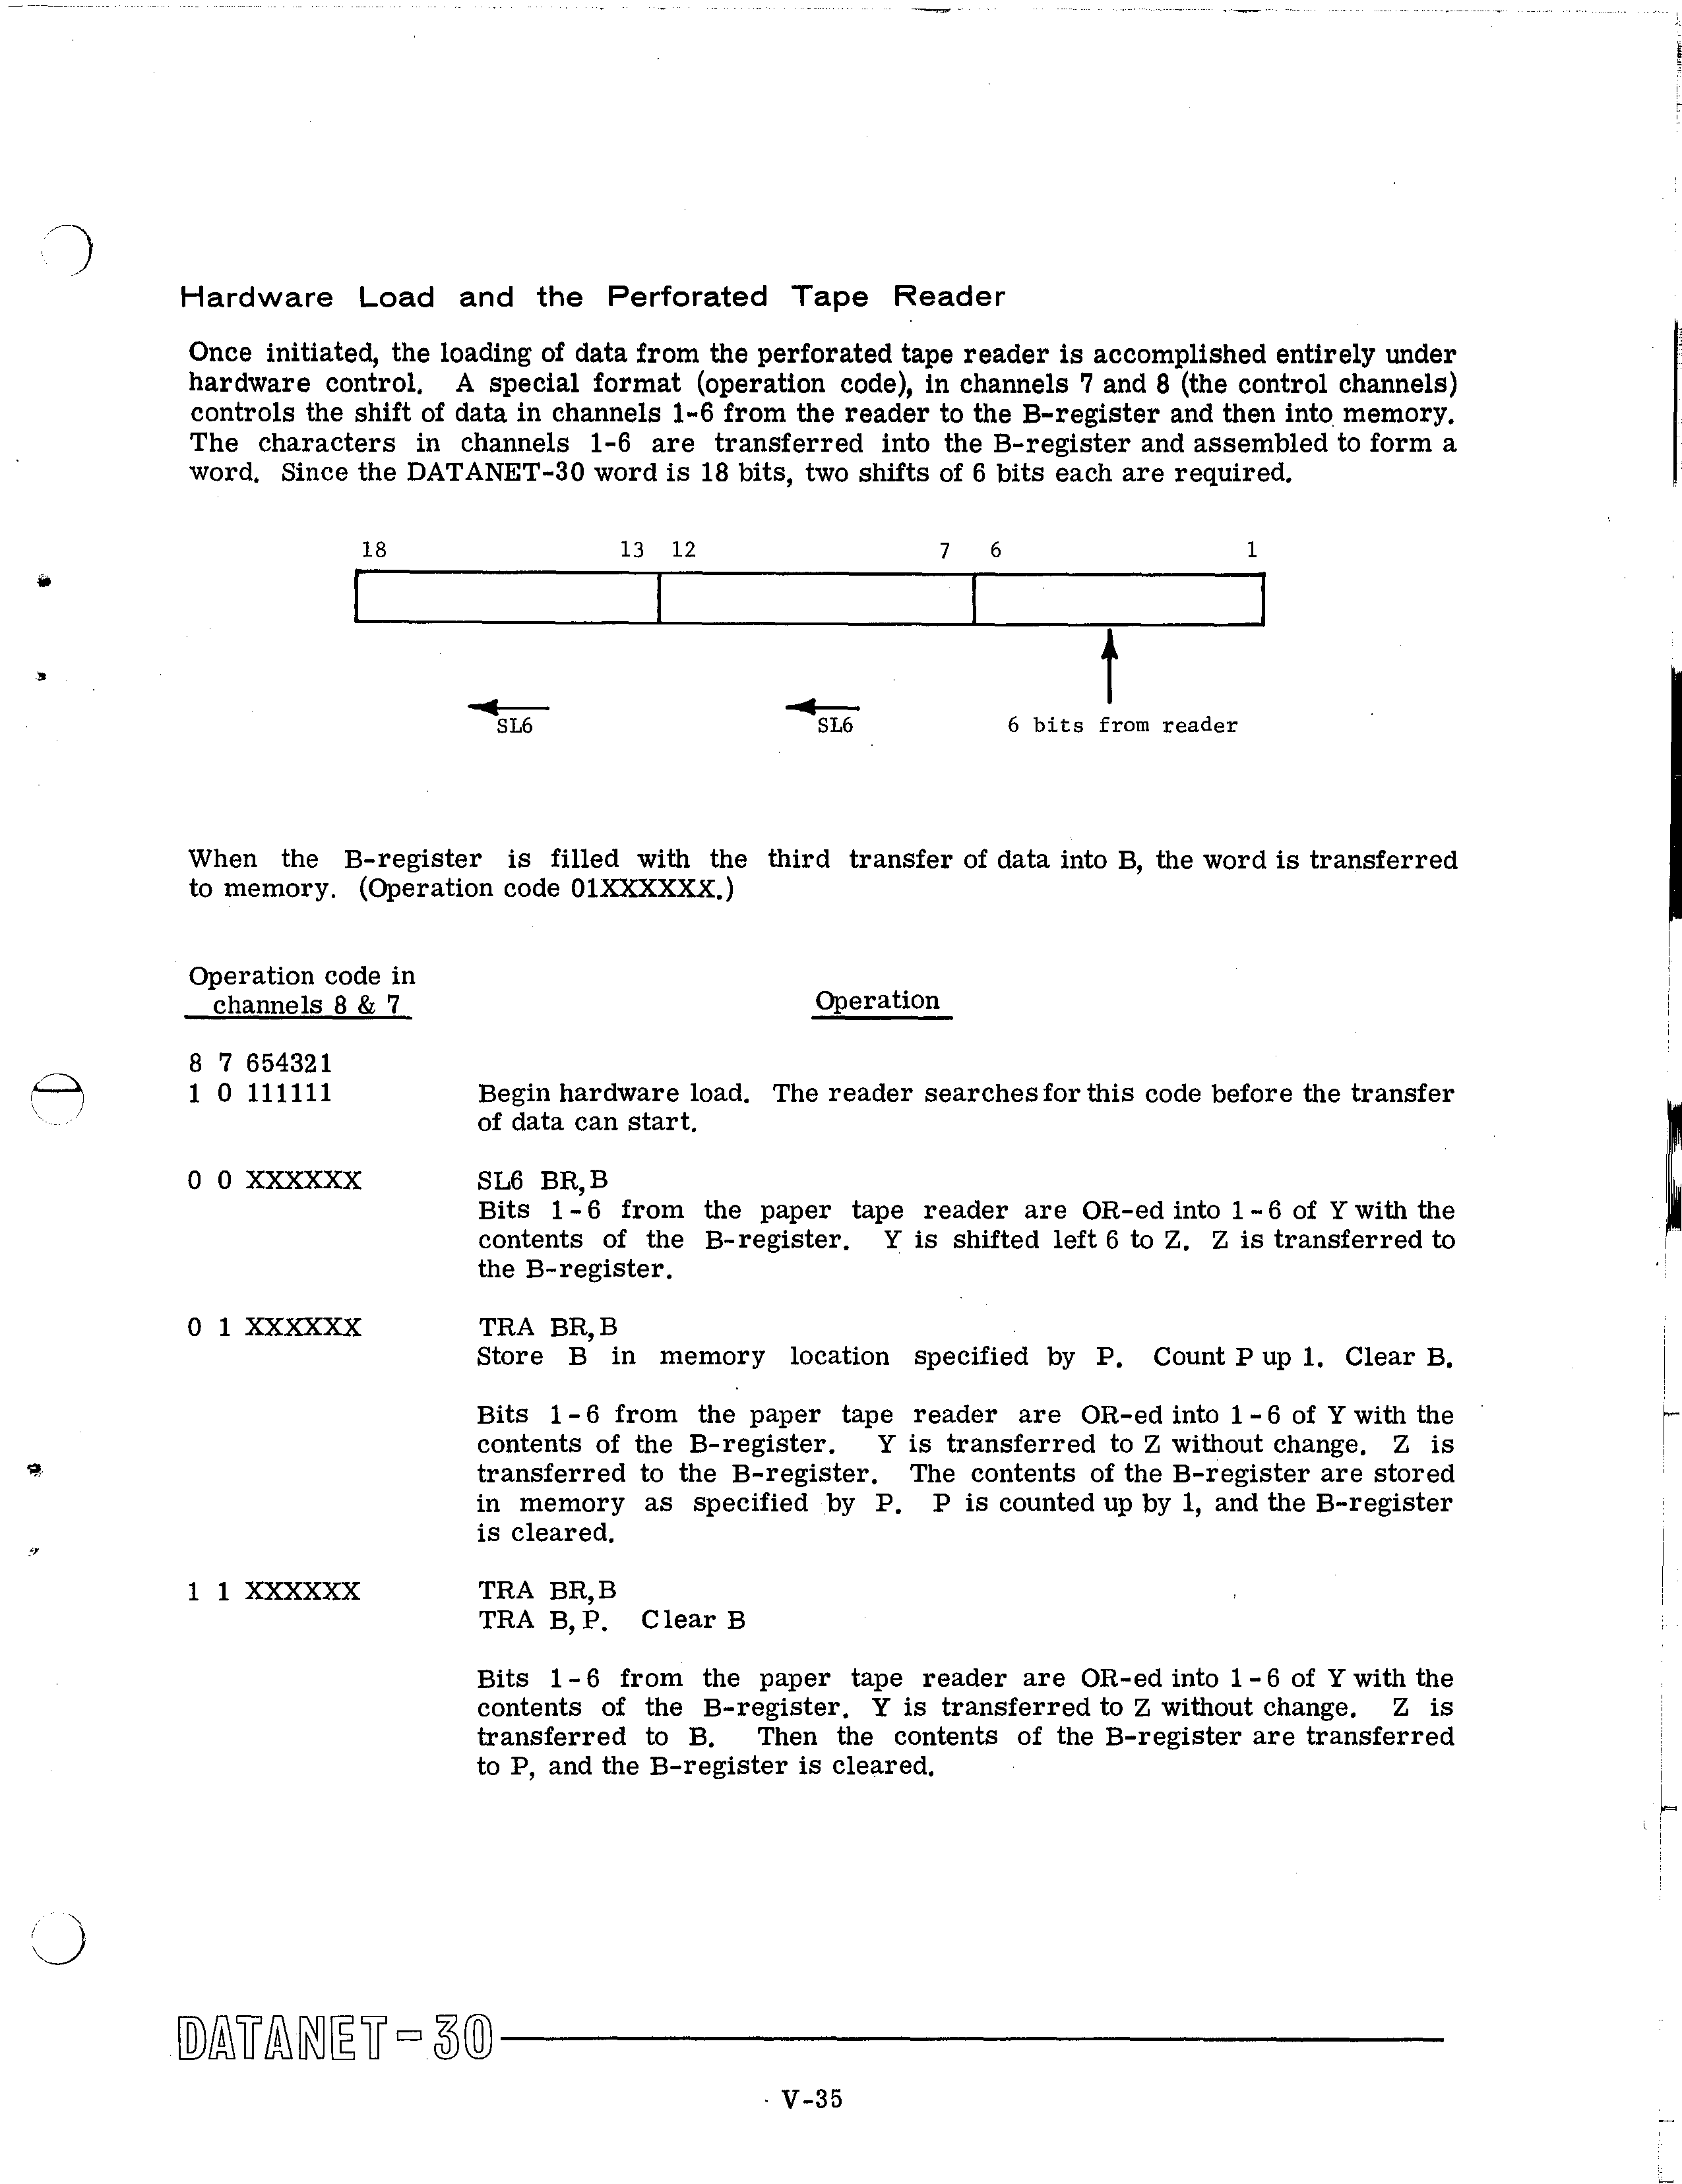 Hardware Load and the Perforated Tape Reader
Once initiated, the loading of data from the perforated tape reader is accomplished entirely under
hardware control. A special format (operation code), in channels 7 and 8 (the control channels)
controls the shift of data in channels 1-6 from the reader to the B-register and then into memory.
The characters in channels 1-6 are transferred into the B-register and assembled to form a
word. Since the DATANET-30 word is 18 bits, two shifts of 6 bits each are required.
18 13 12 7 6 1
SL6 SL6 6 bits from reader
When the B-register is filled with the third transfer of data into B, the word is transferred
to memory. (Operation code 01XXXXXX.)
Operation code in
channels 8 & 7 Operation
8 7 654321
1 0 111111 Begin hardware load. The reader searches for this code before the transfer
of data can start.
0 0 XXXXXX SL6 BR,B
Bits 1-6 from the paper tape reader are OR-ed into 1-6 of Y with the
contents of the B-register. Y is shifted left 6 to Z. Z is transferred to
the B-register.
0 1 XXXXXX TRA BR,B
Store B in memory location specified by P. Count P up 1. Clear B.
Bits 1-6 from the paper tape reader are OR-ed into 1-6 of Y with the
contents of the B-register. Y is transferred to Z without change. Z is
transferred to the B-register. The contents of the B-register are stored
in memory as specified by P. P is counted up by 1, and the B-register
is cleared.
1 1 XXXXXX TRA BR,B
TRA B,P. Clear B
Bits 1-6 from the paper tape reader are OR-ed into 1-6 of Y with the
contents of the B-register. Y is transferred to Z without change. Z is
transferred to B. Then the contents of the B-register are transferred
to P, and the B-register is cleared.
DATANET-30
V-35